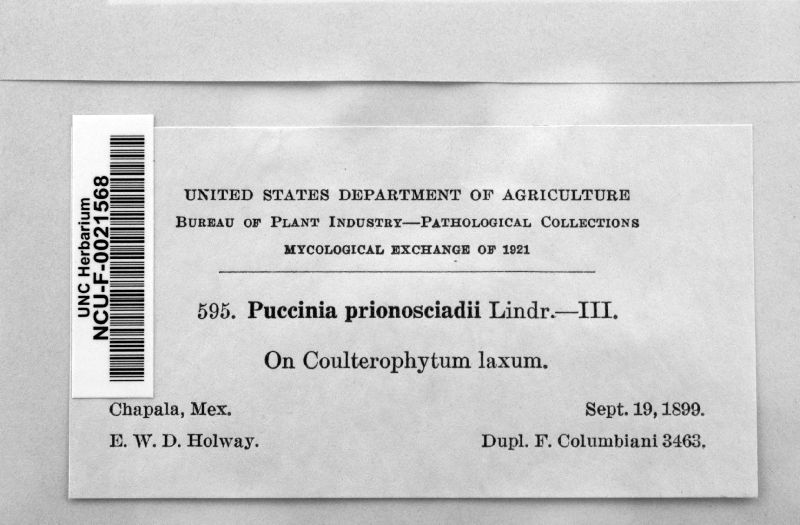 UNC Herbarium
NCU-F-0021568
UNITED STATES DEPARTMENT OF AGRICULTURE
BUREAU OF PLANT INDUSTRY—PATHOLOGICAL COLLECTIONS
MYCOLOGICAL EXCHANGE OF 1921
595. Puccinia prionosciadii Lindr.—III.
On Coulterophytum laxum.
Chapala, Mex. Sept. 19, 1899.
E. W. D. Holway. Dupl. F. Columbiani 3463.